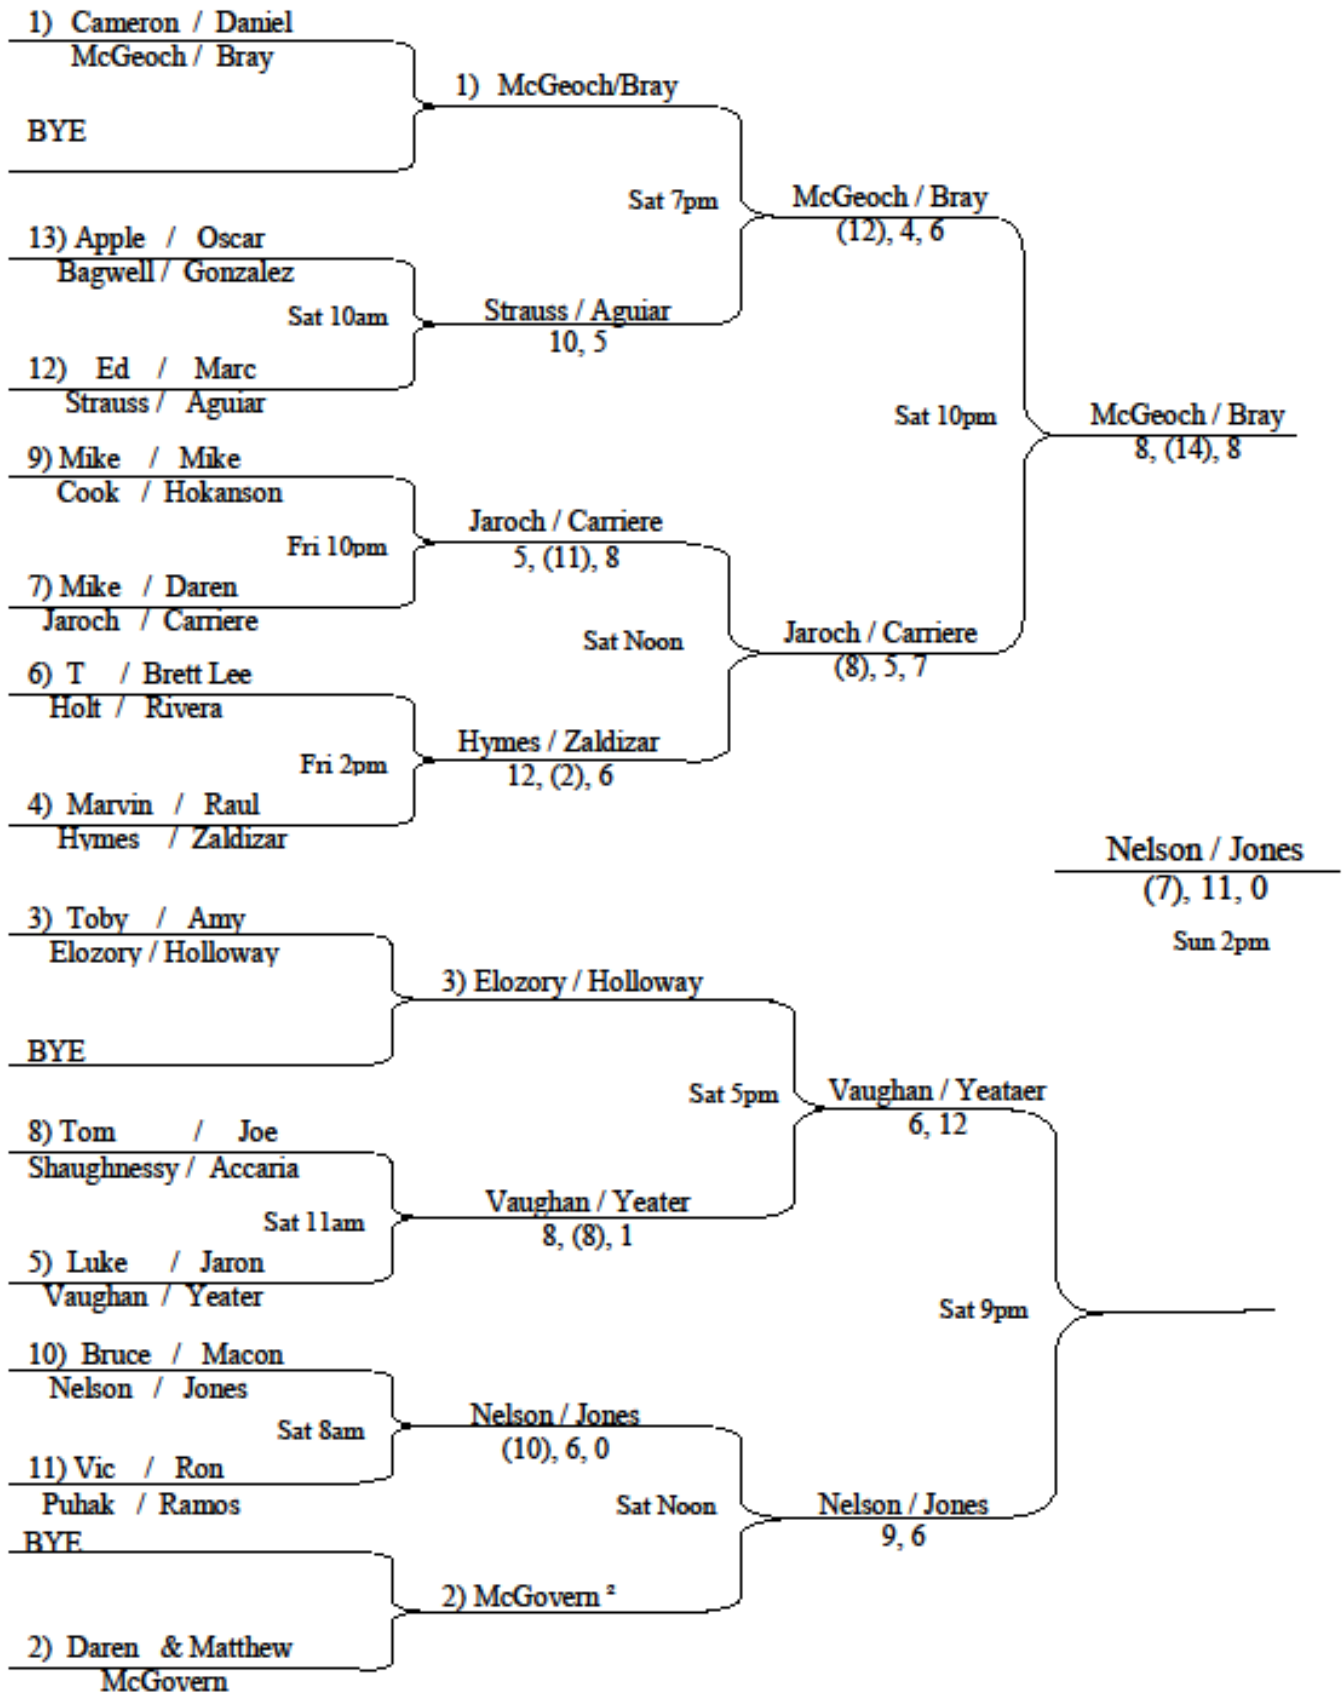 1) Cameron / Daniel
McGeoch / Bray
1) McGeoch/Bray
BYE
Sat 7pm
McGeoch / Bray
(12), 4, 6
13) Apple / Oscar
Bagwell / Gonzalez
Sat 10am
Strauss / Aguiar
10, 5
12) Ed / Marc
Strauss / Aguiar
Sat 10pm
McGeoch / Bray
8, (14), 8
9) Mike / Mike
Cook / Hokanson
Fri 10pm
Jaroch / Carriere
5, (11), 8
7) Mike / Daren
Jaroch / Carriere
Sat Noon
Jaroch / Carriere
(8), 5, 7
6) T / Brett Lee
Holt / Rivera
Fri 2pm
Hymes / Zaldizar
12, (2), 6
4) Marvin / Raul
Hymes / Zaldizar
Nelson / Jones
(7), 11, 0
Sun 2pm
3) Toby / Amy
Elozory / Holloway
3) Elozory / Holloway
BYE
Sat 5pm
Vaughan / Yeataer
6, 12
8) Tom / Joe
Shaughnessy / Accaria
Sat 11am
Vaughan / Yeater
8, (8), 1
5) Luke / Jaron
Vaughan / Yeater
Sat 9pm
10) Bruce / Macon
Nelson / Jones
Sat 8am
Nelson / Jones
(10), 6, 0
11) Vic / Ron
Puhak / Ramos
Sat Noon
Nelson / Jones
9, 6
BYE
2) McGovern ²
2) Daren & Matthew
McGovern